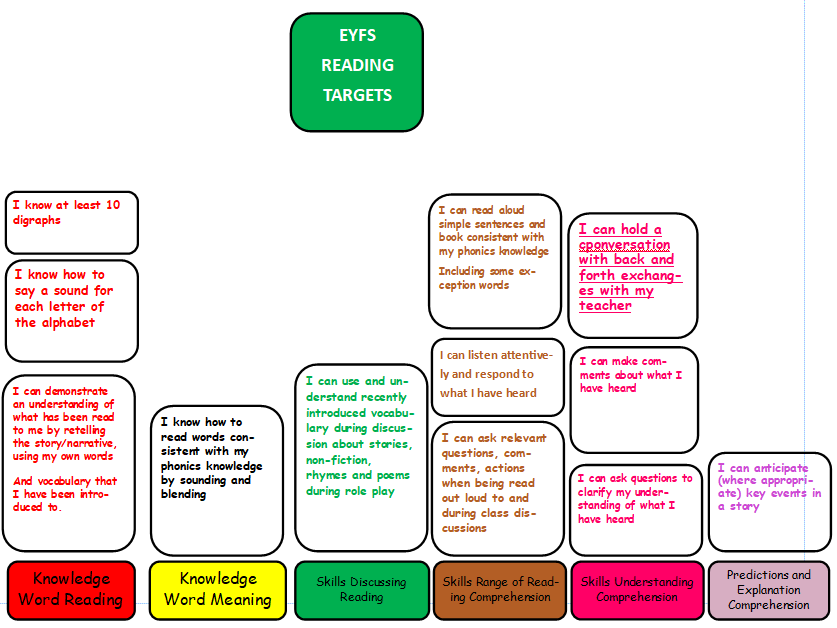 EYFS
READING
TARGETS
I know at least 10
digraphs
I know how to
say a sound for
each letter of
the alphabet
I can demonstrate
an understanding of
what has been read
to me by retelling
the story/narrative,
using my own words
And vocabulary that
I have been intro-
duced to.
Knowledge
Word Reading
I know how to
read words con-
sistent with my
phonics knowledge
by sounding and
blending
Knowledge
Word Meaning
I can use and un-
derstand recently
introduced vocabu-
lary during discus-
sion about stories,
non-fiction,
rhymes and poems
during role play
Skills Discussing
Reading
I can read aloud
simple sentences and
book consistent with
my phonics knowledge
Including some ex-
ception words
I can listen attentive-
ly and respond to
what I have heard
I can ask relevant
questions, com-
ments, actions
when being read
out loud to and
during class dis-
cussions
Skills Range of Read-
ing Comprehension
I can hold a
cponversation
with back and
forth exchang-
es with my
teacher
I can make com-
ments about what I
have heard
I can ask questions to
clarify my under-
standing of what I
have heard
Skills Understanding
Comprehension
I can anticipate
(where appropri-
ate) key events in
a story
Predictions and
Explanation
Comprehension